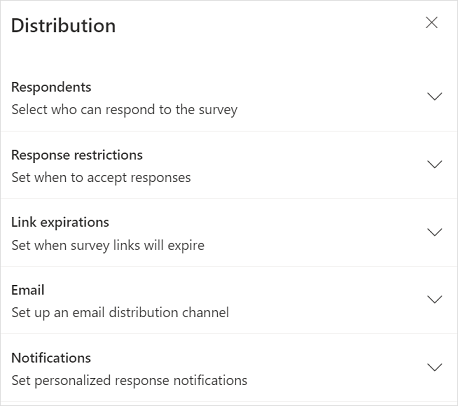 Distribution
Respondents
Select who can respond to the survey
Response restrictions
Set when to accept responses
Link expirations
Set when survey links will expire
Email
Set up an email distribution channel
Notifications
Set personalized response notifications